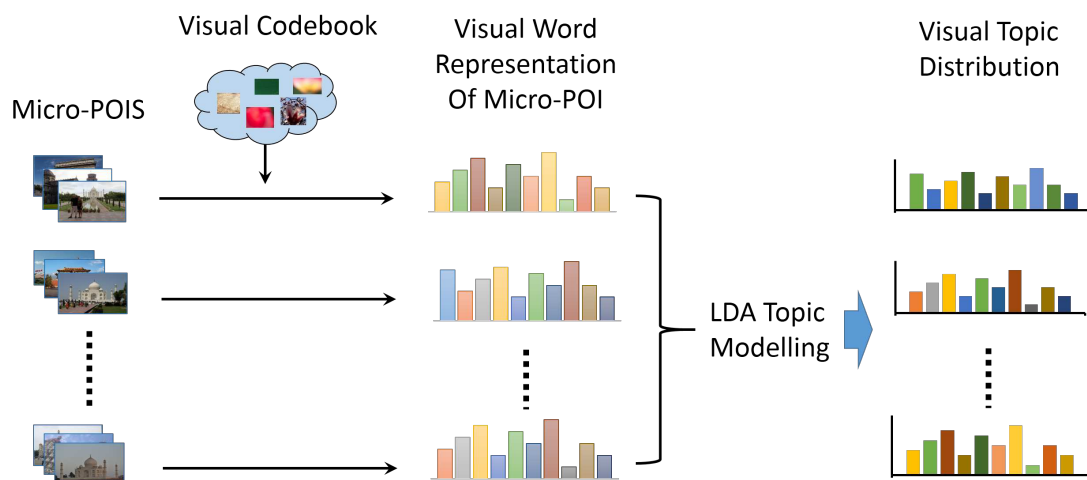 Visual Codebook
Visual Word
Representation
Of Micro-POI
Visual Topic
Distribution
Micro-POIS
LDA Topic
Modelling